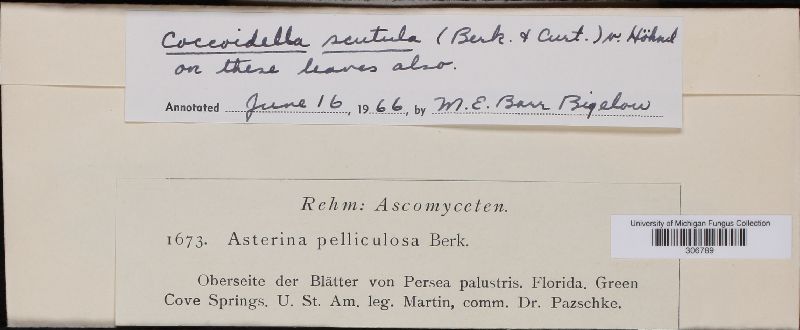 Coccoidella scutula (Berk. & Curt.) v. Höhnel
on these leaves also.
Annotated June 16, 1966, by M. E. Barr Bigelow
Rehm: Ascomyceten.
1673. Asterina pelliculosa Berk.
University of Michigan Fungus Collection
306789
Oberseite der Blätter von Persea palustris. Florida. Green
Cove Springs. U. St. Am. leg. Martin, comm. Dr. Pazschke.